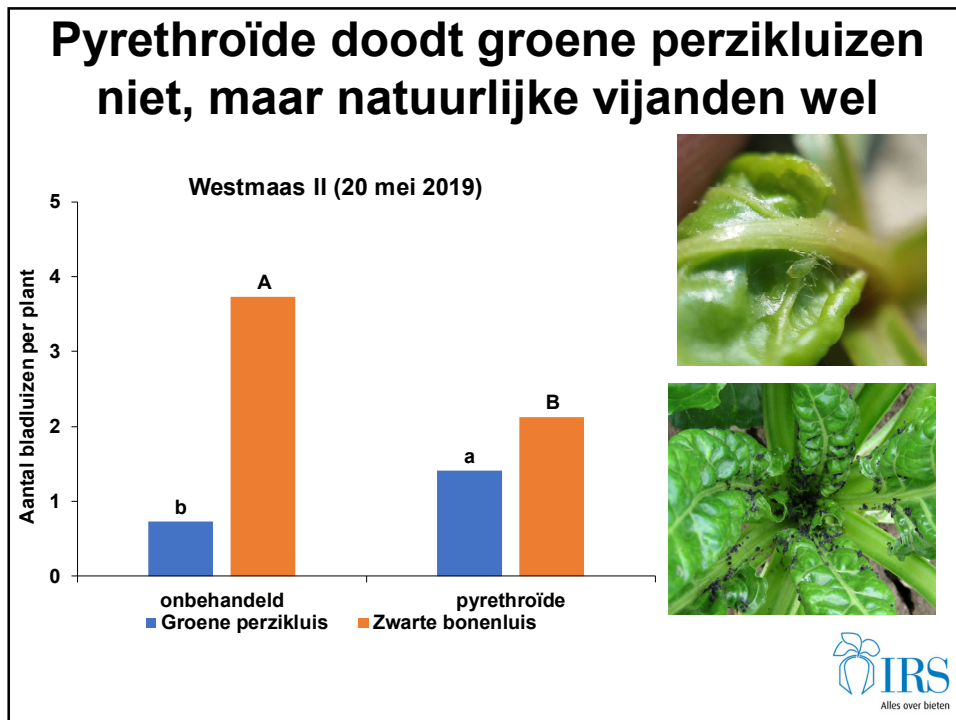 Pyrethroïde doodt groene perzikluizen
niet, maar natuurlijke vijanden wel
Westmaas II (20 mei 2019)
Aantal bladluizen per plant
5
4
3
2
1
0
b
A
a
B
onbehandeld
pyrethroïde
Groene perzikluis
Zwarte bonenluis
IRS
Alles over bieten